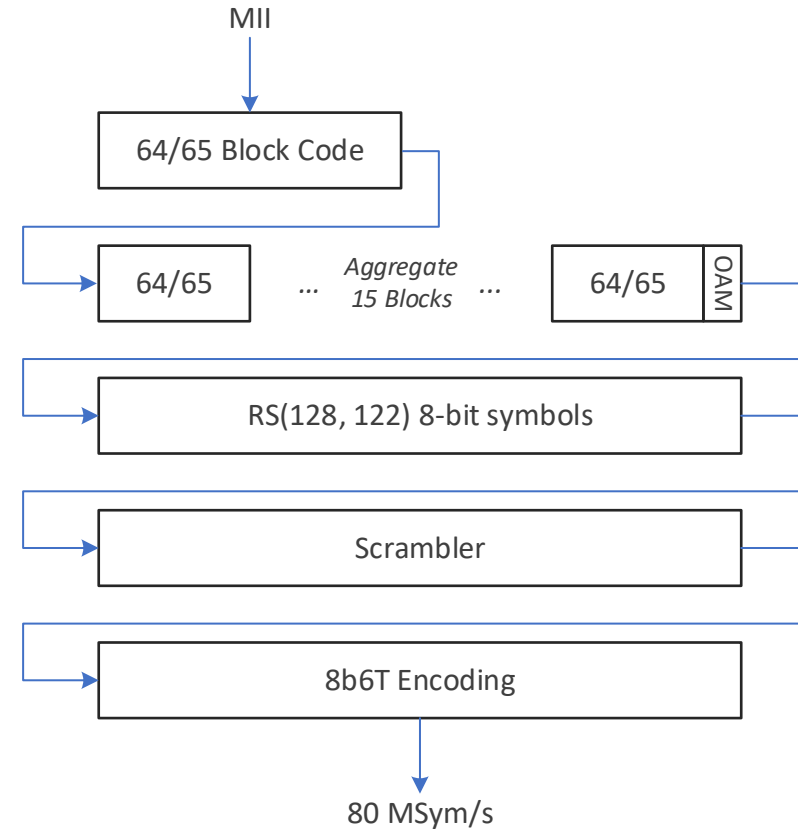 MII
64/65 Block Code
64/65
... Aggregate ...
15 Blocks
64/65
OAM
RS(128, 122) 8-bit symbols
Scrambler
8b6T Encoding
80 MSym/s